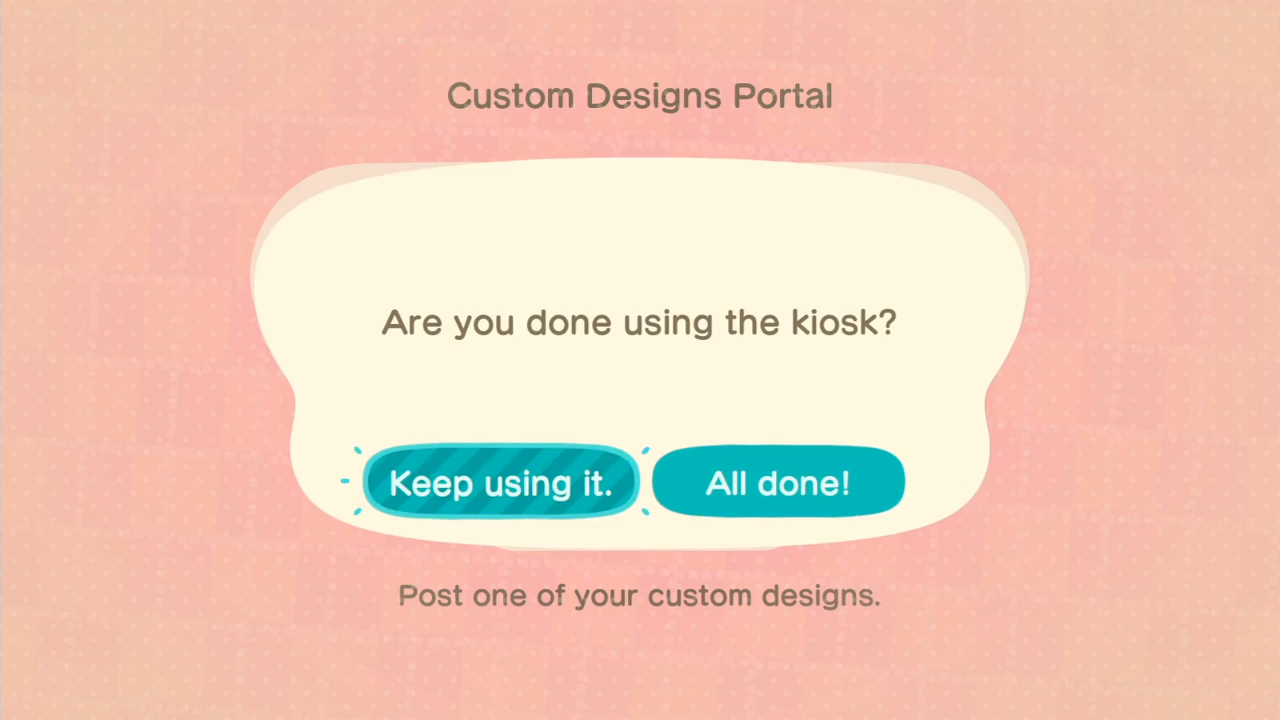 Custom Designs Portal
Are you done using the kiosk?
Keep using it.
All done!
Post one of your custom designs.